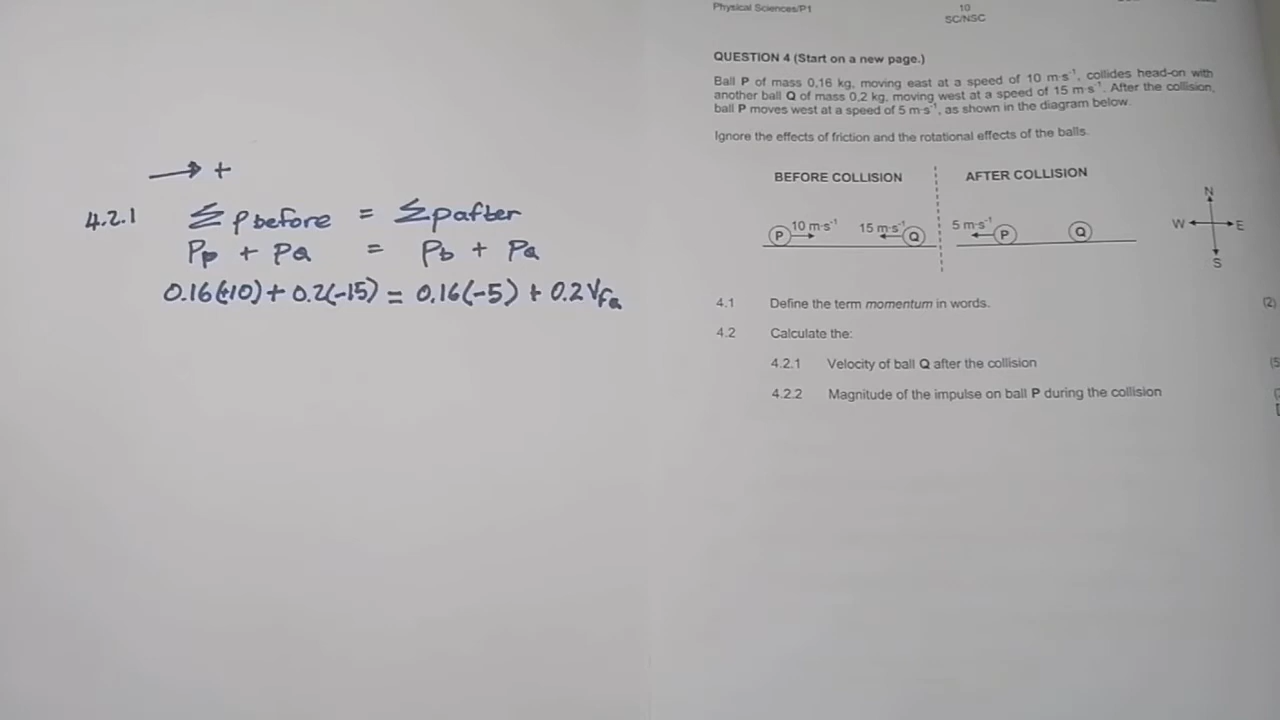 → +
4.2.1 Σpbefore = Σpafter
Pp + PQ = Pb + PQ
0.16(+10) + 0.2(-15) = 0.16(-5) + 0.2VfQ
Physical Sciences/P1
10
SC/NSC
QUESTION 4 (Start on a new page.)
Ball P of mass 0,16 kg, moving east at a speed of 10 m·s⁻¹, collides head-on with
another ball Q of mass 0,2 kg, moving west at a speed of 15 m·s⁻¹. After the collision,
ball P moves west at a speed of 5 m·s⁻¹, as shown in the diagram below.
Ignore the effects of friction and the rotational effects of the balls.
BEFORE COLLISION AFTER COLLISION
N
W E
S
P 10 m·s⁻¹ 15 m·s⁻¹ Q 5 m·s⁻¹ P Q
4.1 Define the term momentum in words. (2)
4.2 Calculate the:
4.2.1 Velocity of ball Q after the collision (5
4.2.2 Magnitude of the impulse on ball P during the collision